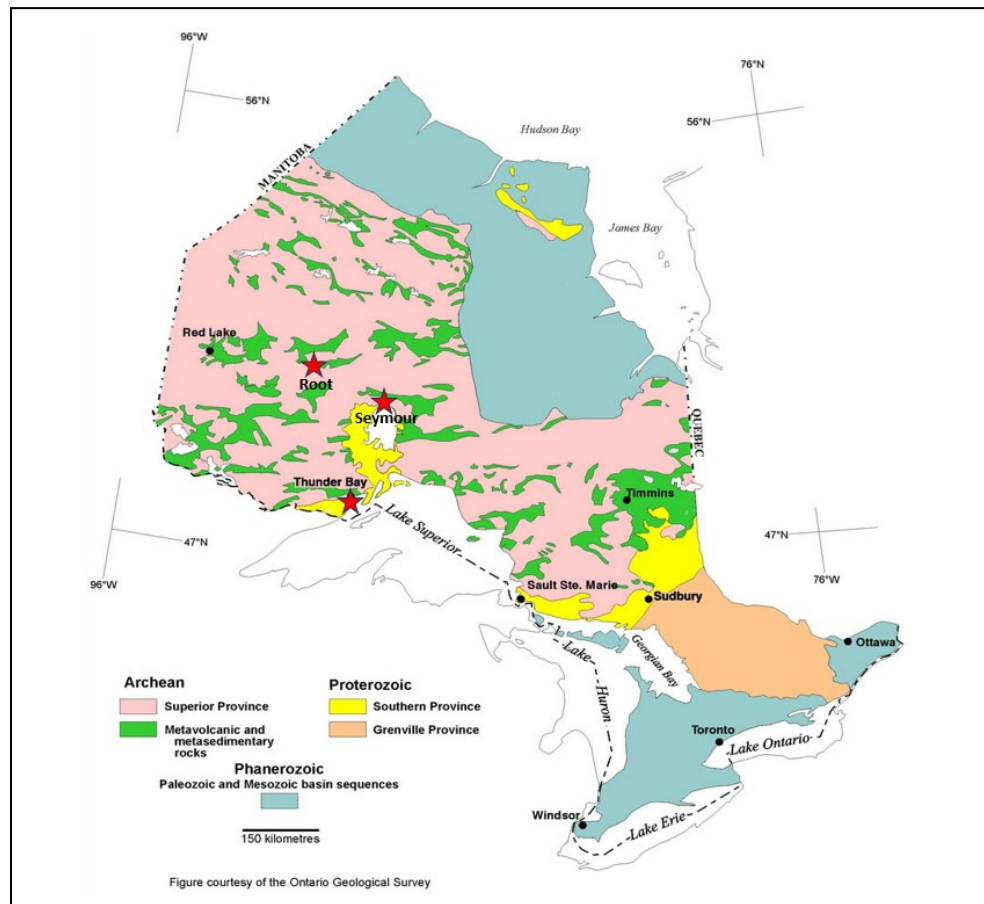 96°W
76°N
56°N
56°N
Hudson Bay
MANITOBA
James Bay
Red Lake
Root
Seymour
QUEBEC
Thunder Bay
Timmins
Lake Superior
47°N
47°N
96°W
76°W
Sault Ste. Marie
Sudbury
Georgian Bay
Ottawa
Lake
Huron
Archean
Proterozoic
Superior Province
Southern Province
Metavolcanic and
metasedimentary
rocks
Grenville Province
Toronto
Lake Ontario
Phanerozoic
Paleozoic and Mesozoic basin sequences
Windsor
Lake Erie
150 kilometres
Figure courtesy of the Ontario Geological Survey